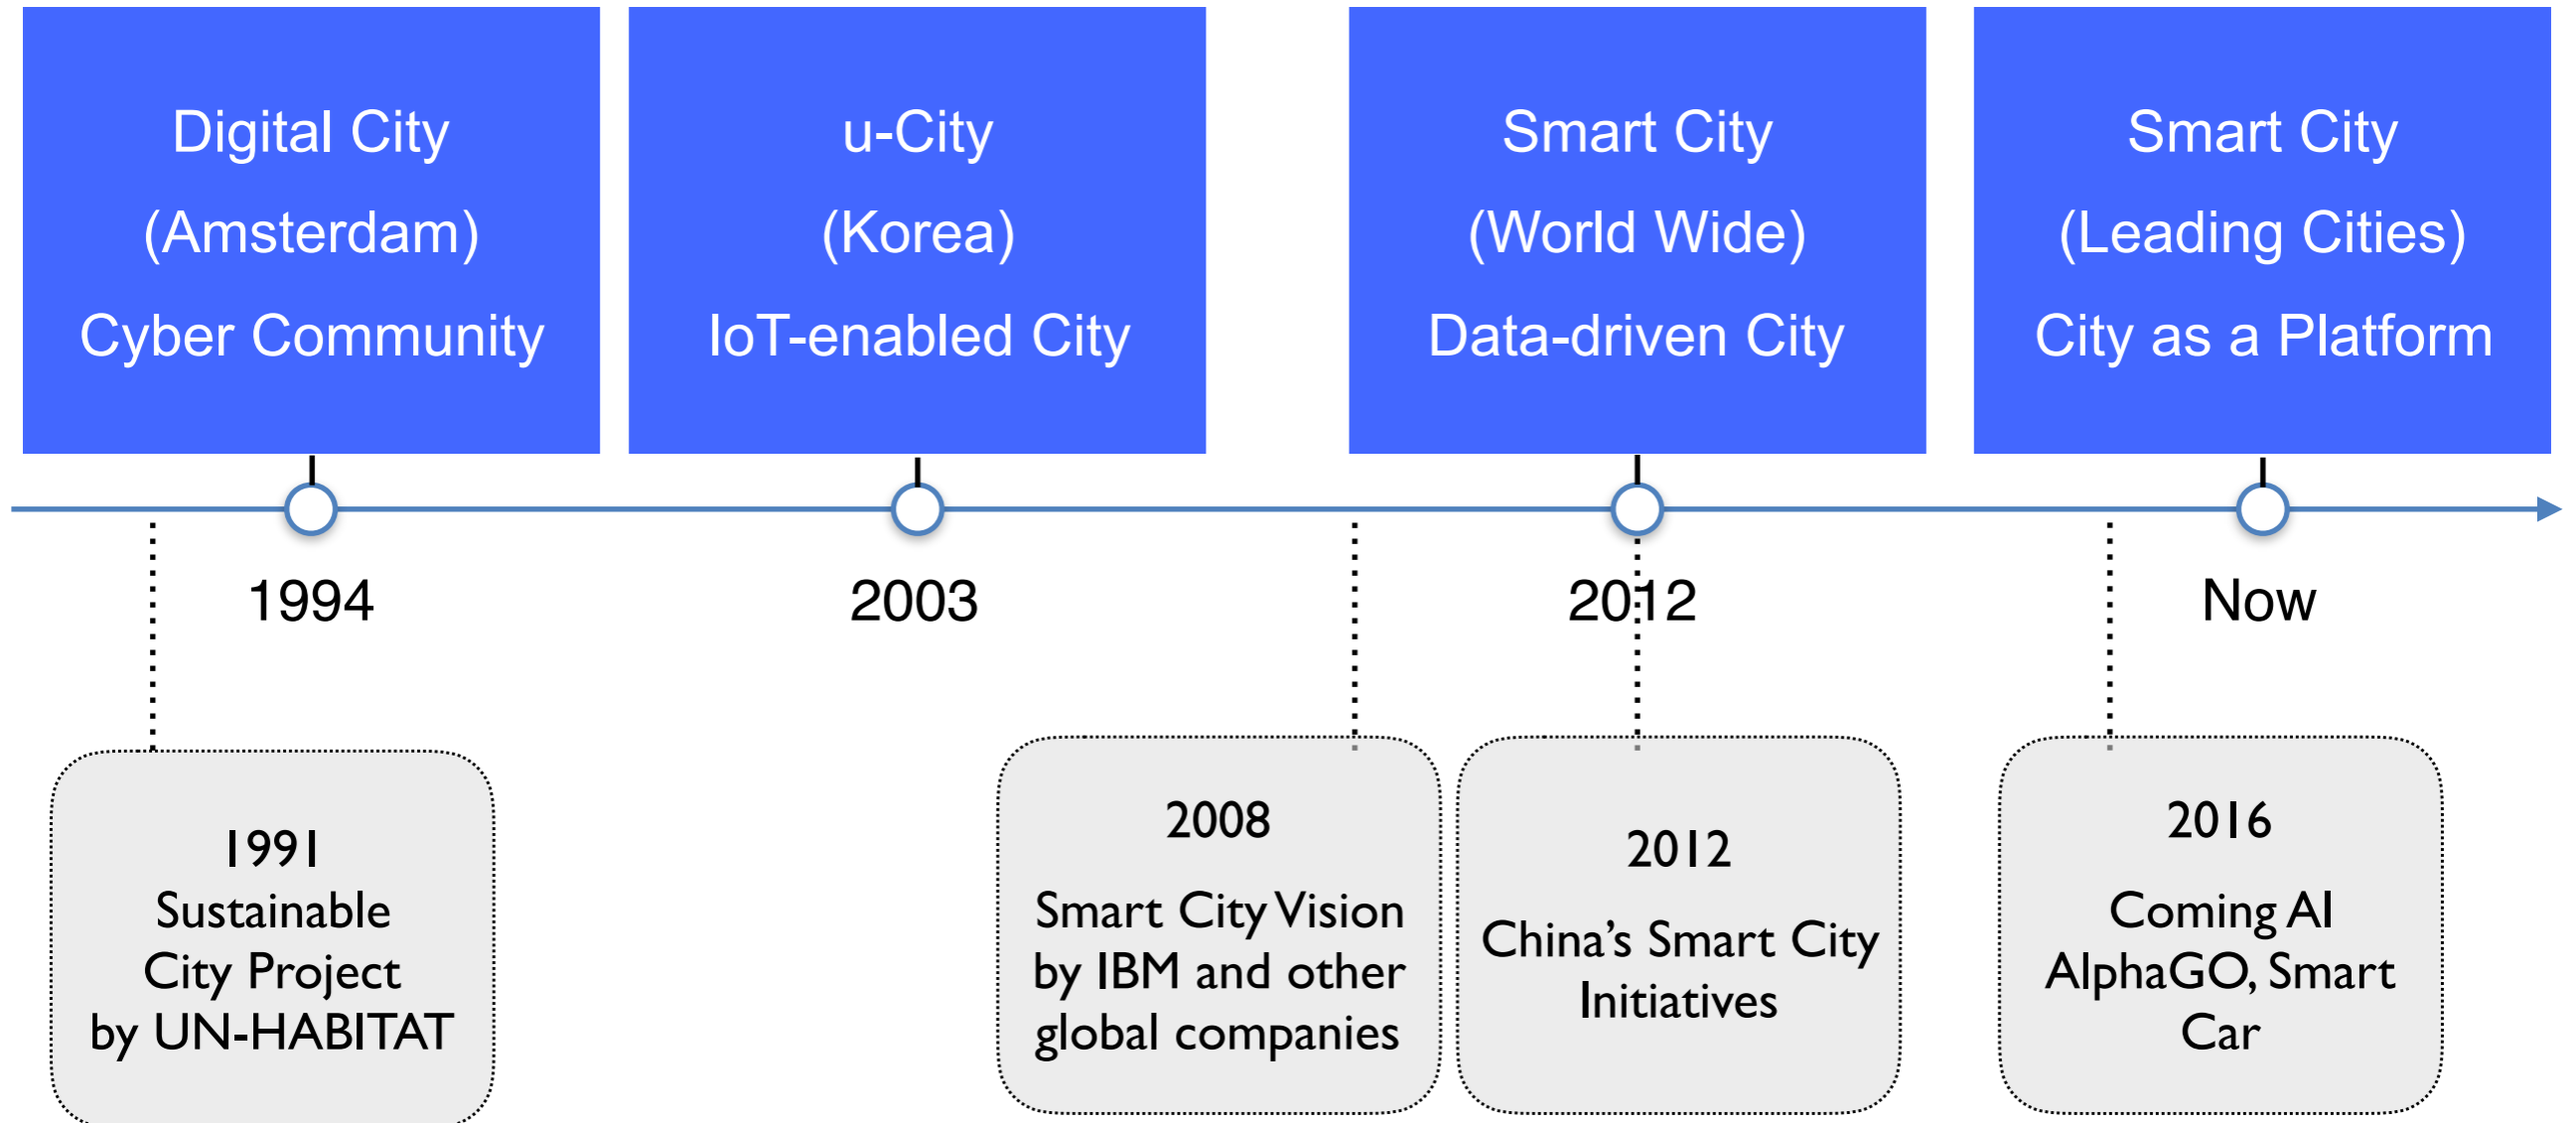 Digital City
(Amsterdam)
Cyber Community
u-City
(Korea)
IoT-enabled City
Smart City
(World Wide)
Data-driven City
Smart City
(Leading Cities)
City as a Platform
1994
2003
2012
Now
1991
Sustainable
City Project
by UN-HABITAT
2008
Smart City Vision
by IBM and other
global companies
2012
China’s Smart City
Initiatives
2016
Coming AI
AlphaGO, Smart
Car